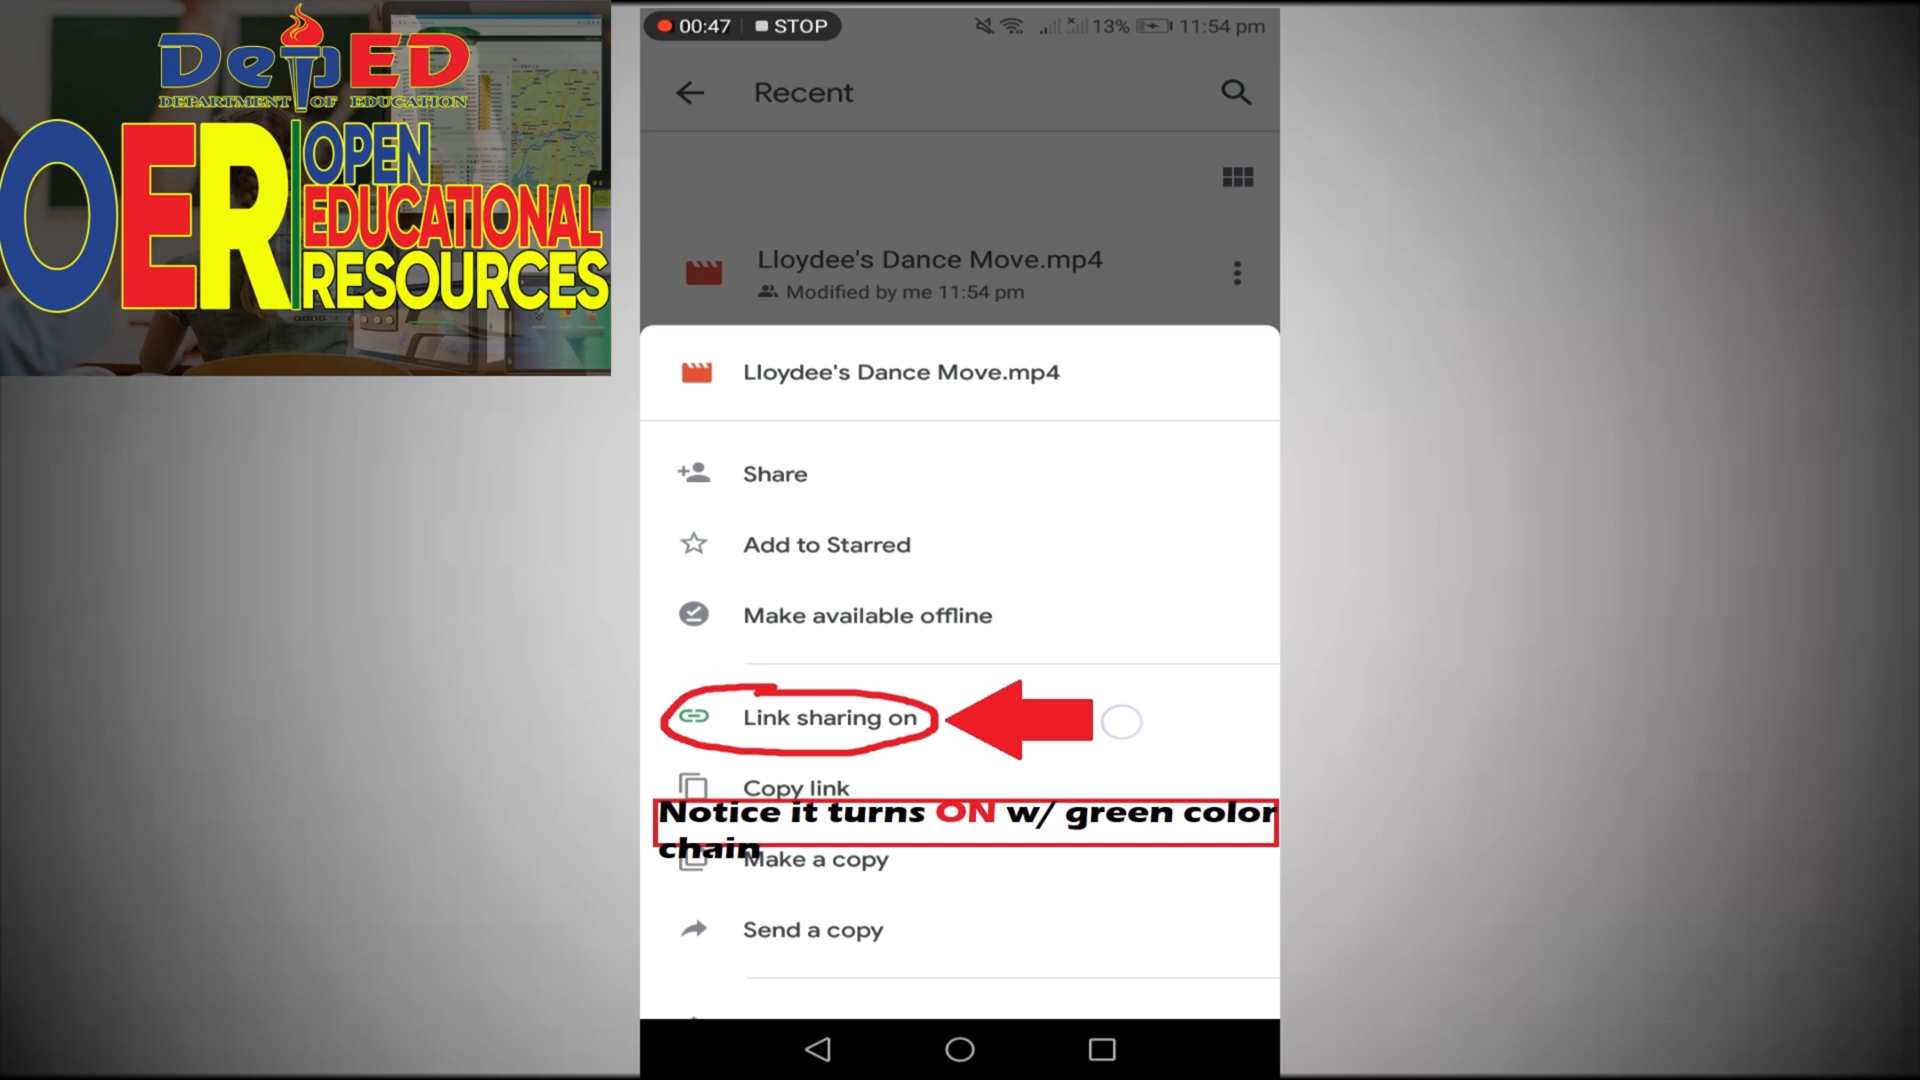 DepED
DEPARTMENT OF EDUCATION
OER OPEN
EDUCATIONAL
RESOURCES
00:47 STOP 13% 11:54 pm
Recent
Lloydee's Dance Move.mp4
Modified by me 11:54 pm
Lloydee's Dance Move.mp4
Share
Add to Starred
Make available offline
Link sharing on
Copy link
Notice it turns ON w/ green color
chain
Make a copy
Send a copy